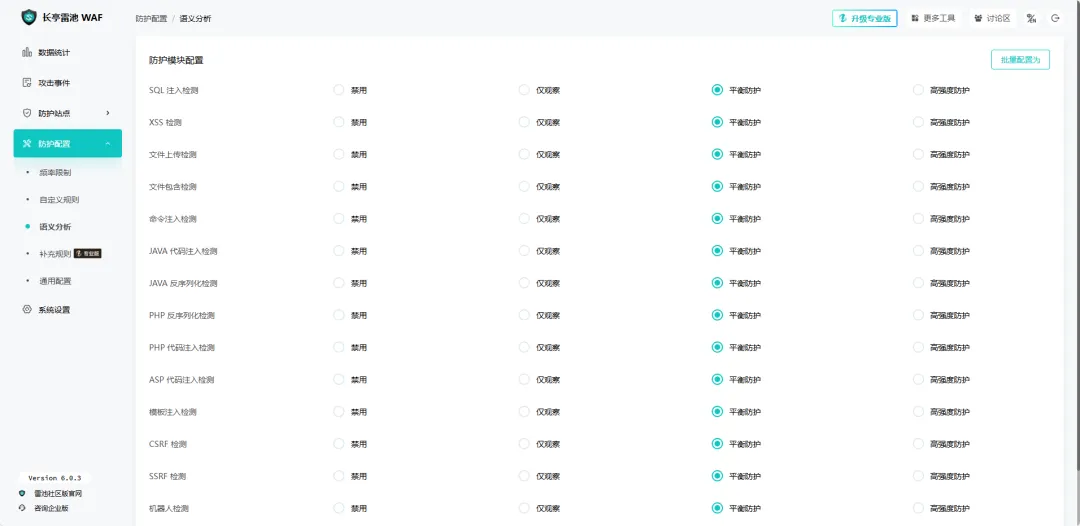 长亭雷池 WAF
防护配置 / 语义分析
升级专业版
更多工具
讨论区
数据统计
攻击事件
防护站点
防护配置
频率限制
自定义规则
语义分析
补充规则 专业版
通用配置
系统设置
Version 6.0.3
雷池社区版官网
咨询企业版
防护模块配置
批量配置为
SQL 注入检测 禁用 仅观察 平衡防护 高强度防护
XSS 检测 禁用 仅观察 平衡防护 高强度防护
文件上传检测 禁用 仅观察 平衡防护 高强度防护
文件包含检测 禁用 仅观察 平衡防护 高强度防护
命令注入检测 禁用 仅观察 平衡防护 高强度防护
JAVA 代码注入检测 禁用 仅观察 平衡防护 高强度防护
JAVA 反序列化检测 禁用 仅观察 平衡防护 高强度防护
PHP 反序列化检测 禁用 仅观察 平衡防护 高强度防护
PHP 代码注入检测 禁用 仅观察 平衡防护 高强度防护
ASP 代码注入检测 禁用 仅观察 平衡防护 高强度防护
模板注入检测 禁用 仅观察 平衡防护 高强度防护
CSRF 检测 禁用 仅观察 平衡防护 高强度防护
SSRF 检测 禁用 仅观察 平衡防护 高强度防护
机器人检测 禁用 仅观察 平衡防护 高强度防护